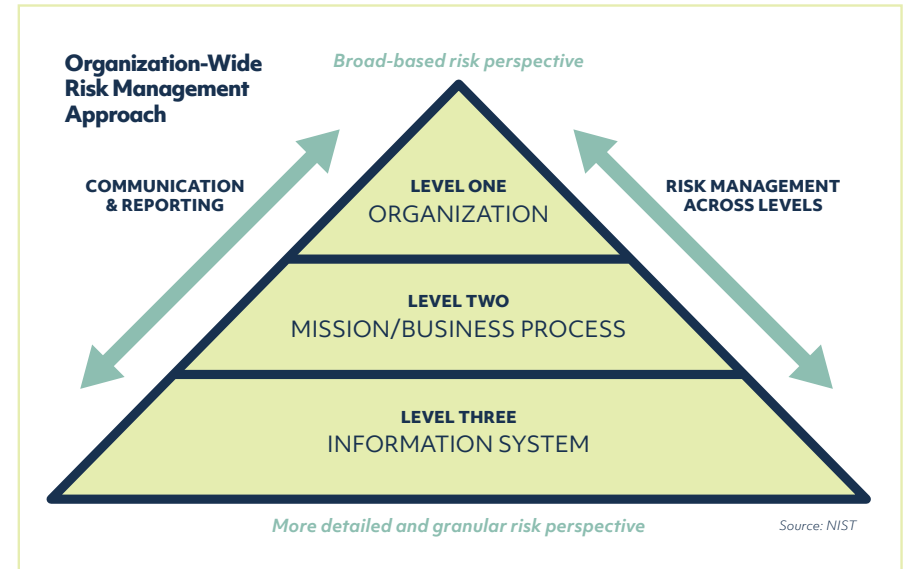 Organization-Wide
Risk Management
Approach
Broad-based risk perspective
COMMUNICATION
& REPORTING
RISK MANAGEMENT
ACROSS LEVELS
LEVEL ONE
ORGANIZATION
LEVEL TWO
MISSION/BUSINESS PROCESS
LEVEL THREE
INFORMATION SYSTEM
More detailed and granular risk perspective
Source: NIST